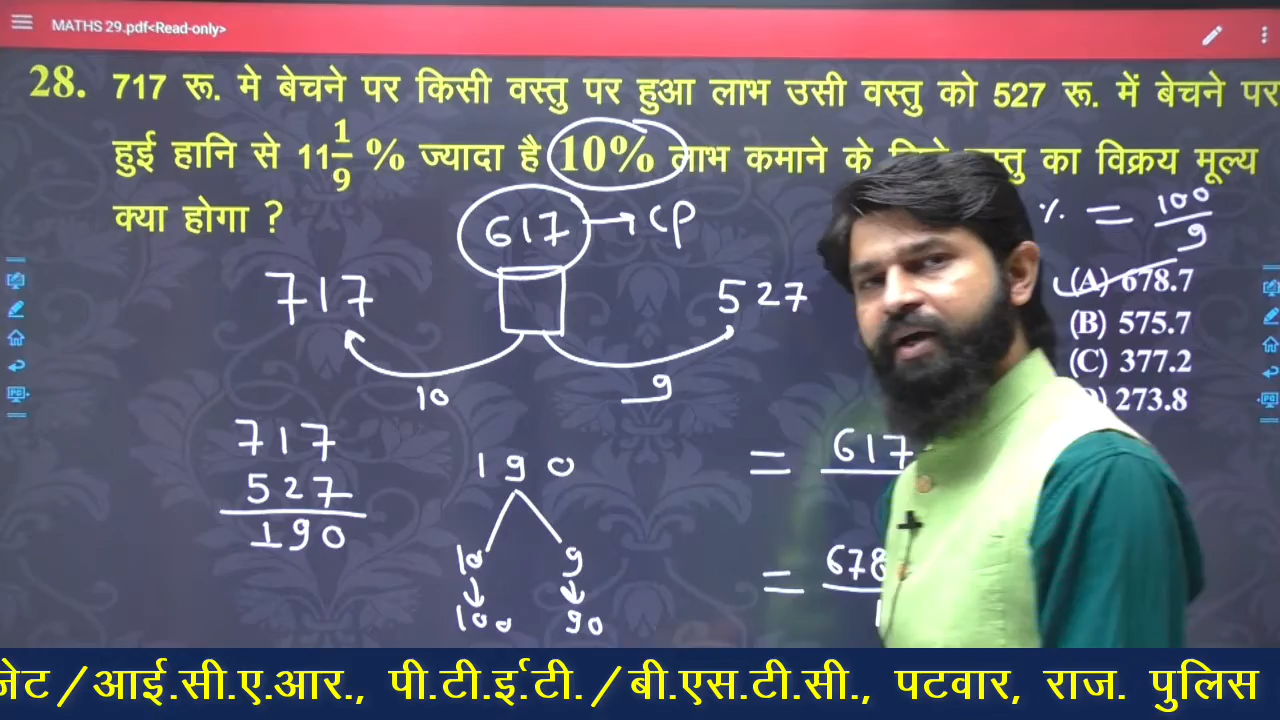 MATHS 29.pdf<Read-only>
28. 717 रू. मे बेचने पर किसी वस्तु पर हुआ लाभ उसी वस्तु को 527 रू. में बेचने पर
हुई हानि से 11 1/9 % ज्यादा है 10% लाभ कमाने के वस्तु का विक्रय मूल्य
क्या होगा ?
617 → CP
% = 100/9
717
527
10
9
(A) 678.7
(B) 575.7
(C) 377.2
273.8
717
527
190
190
10 9
100 90
= 617
= 678
जेट/आई.सी.ए.आर., पी.टी.ई.टी./बी.एस.टी.सी., पटवार, राज. पुलिस